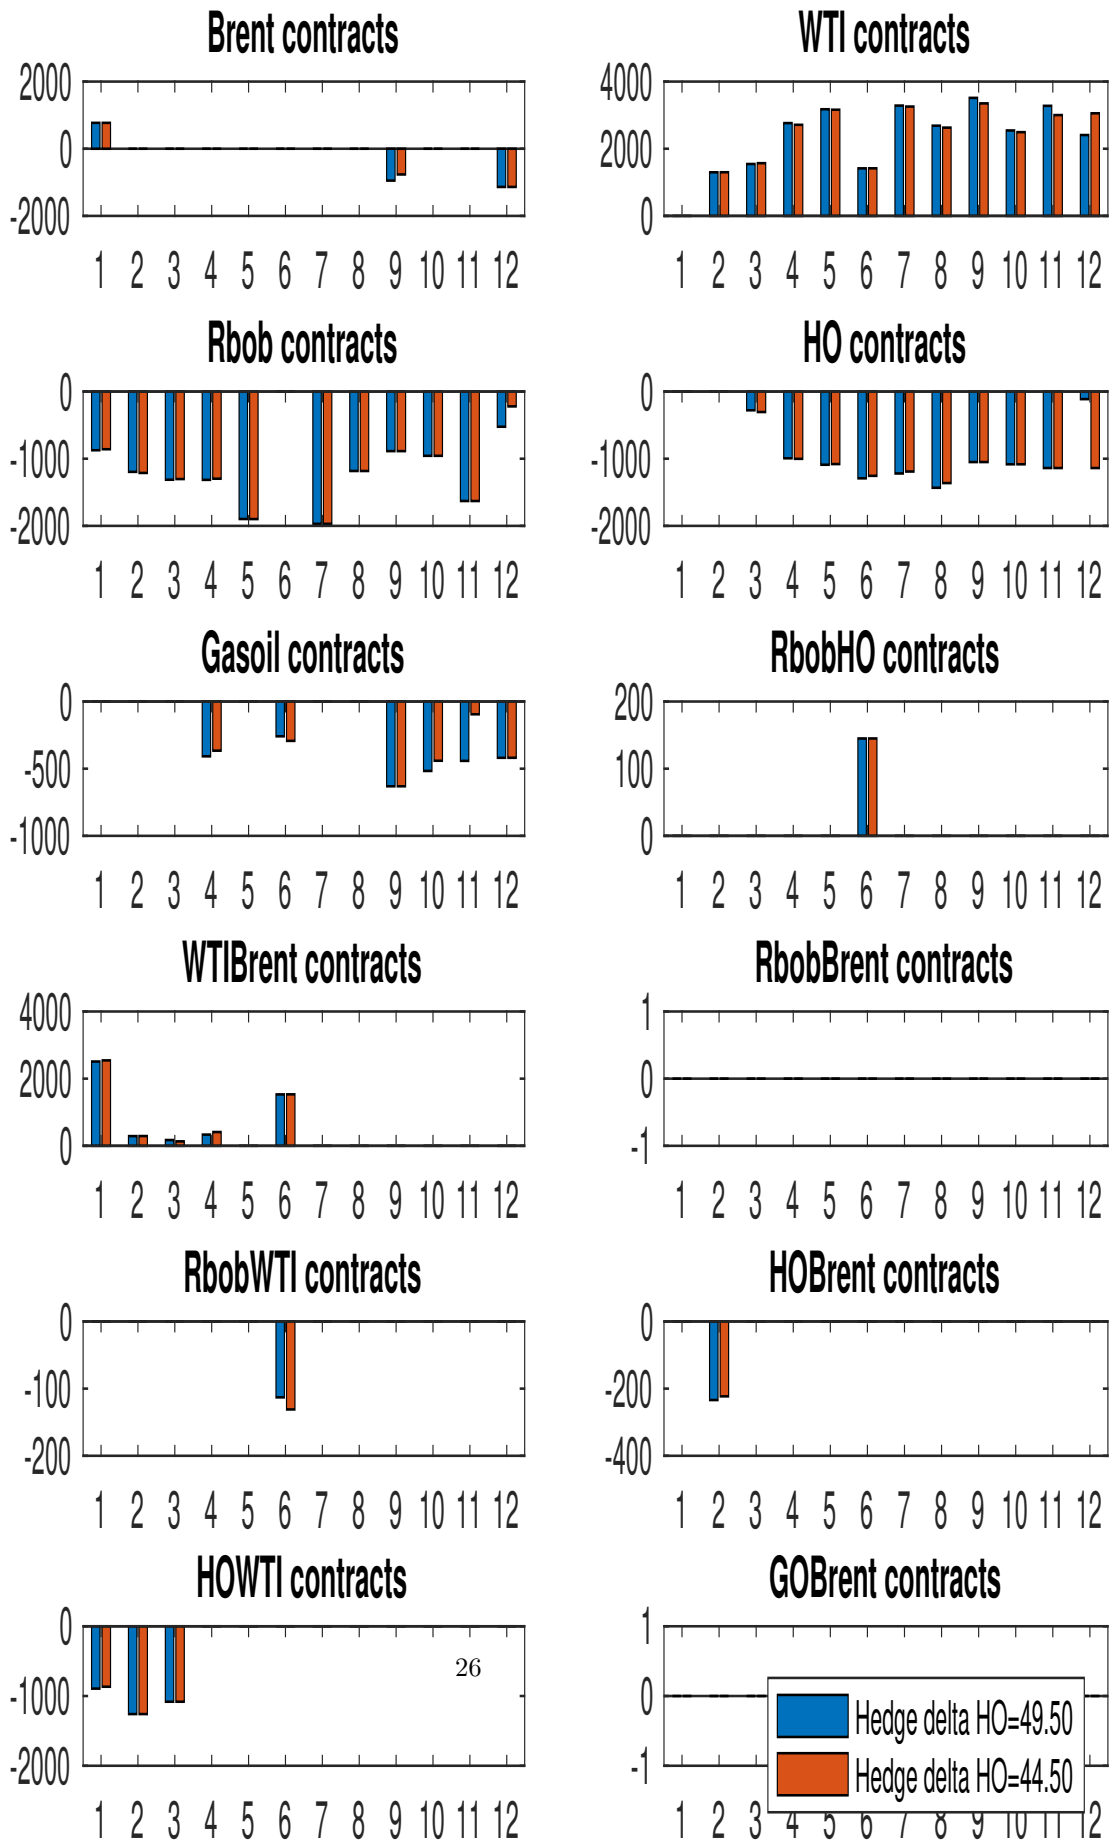 Brent contracts
2000
0
-2000
1 2 3 4 5 6 7 8 9 10 11 12
WTI contracts
4000
2000
0
1 2 3 4 5 6 7 8 9 10 11 12
Rbob contracts
0
-1000
-2000
1 2 3 4 5 6 7 8 9 10 11 12
HO contracts
0
-1000
-2000
1 2 3 4 5 6 7 8 9 10 11 12
Gasoil contracts
0
-500
-1000
1 2 3 4 5 6 7 8 9 10 11 12
RbobHO contracts
200
100
0
1 2 3 4 5 6 7 8 9 10 11 12
WTIBrent contracts
4000
2000
0
1 2 3 4 5 6 7 8 9 10 11 12
RbobBrent contracts
1
0
-1
1 2 3 4 5 6 7 8 9 10 11 12
RbobWTI contracts
0
-100
-200
1 2 3 4 5 6 7 8 9 10 11 12
HOBrent contracts
0
-200
-400
1 2 3 4 5 6 7 8 9 10 11 12
HOWTI contracts
0
-1000
-2000
1 2 3 4 5 6 7 8 9 10 11 12
26
GOBrent contracts
1
0
-1
1 2 3 4 5 6 7 8 9 10 11 12
Hedge delta HO=49.50
Hedge delta HO=44.50